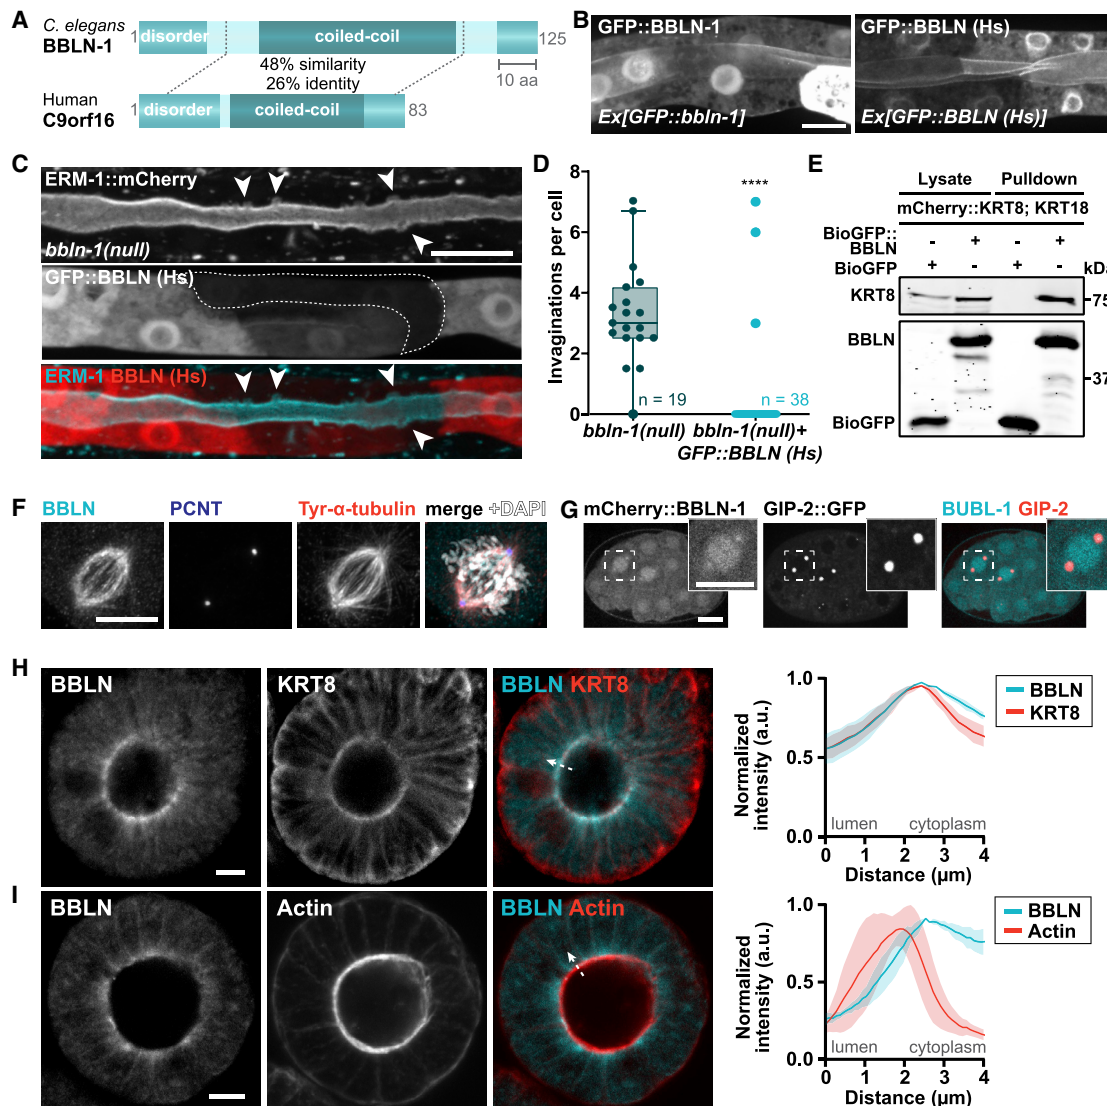 A
C. elegans
BBLN-1
1
disorder
coiled-coil
125
48% similarity
26% identity
10 aa
Human
C9orf16
1
disorder
coiled-coil
83
B
GFP::BBLN-1
Ex[GFP::bbln-1]
GFP::BBLN (Hs)
Ex[GFP::BBLN (Hs)]
C
ERM-1::mCherry
bbln-1(null)
GFP::BBLN (Hs)
ERM-1 BBLN (Hs)
D
Invaginations per cell
8
6
4
2
0
****
n = 19
n = 38
bbln-1(null)
bbln-1(null)+
GFP::BBLN (Hs)
E
Lysate Pulldown
mCherry::KRT8; KRT18
BioGFP::
BBLN
- + - +
BioGFP
+ - + -
kDa
KRT8
-75
BBLN
-37
BioGFP
F
BBLN
PCNT
Tyr-α-tubulin
merge +DAPI
G
mCherry::BBLN-1
GIP-2::GFP
BUBL-1 GIP-2
H
BBLN
KRT8
BBLN KRT8
Normalized
intensity (a.u.)
1.0
0.5
0.0
lumen
cytoplasm
0 1 2 3 4
Distance (µm)
BBLN
KRT8
I
BBLN
Actin
BBLN Actin
Normalized
intensity (a.u.)
1.0
0.5
0.0
lumen
cytoplasm
0 1 2 3 4
Distance (µm)
BBLN
Actin